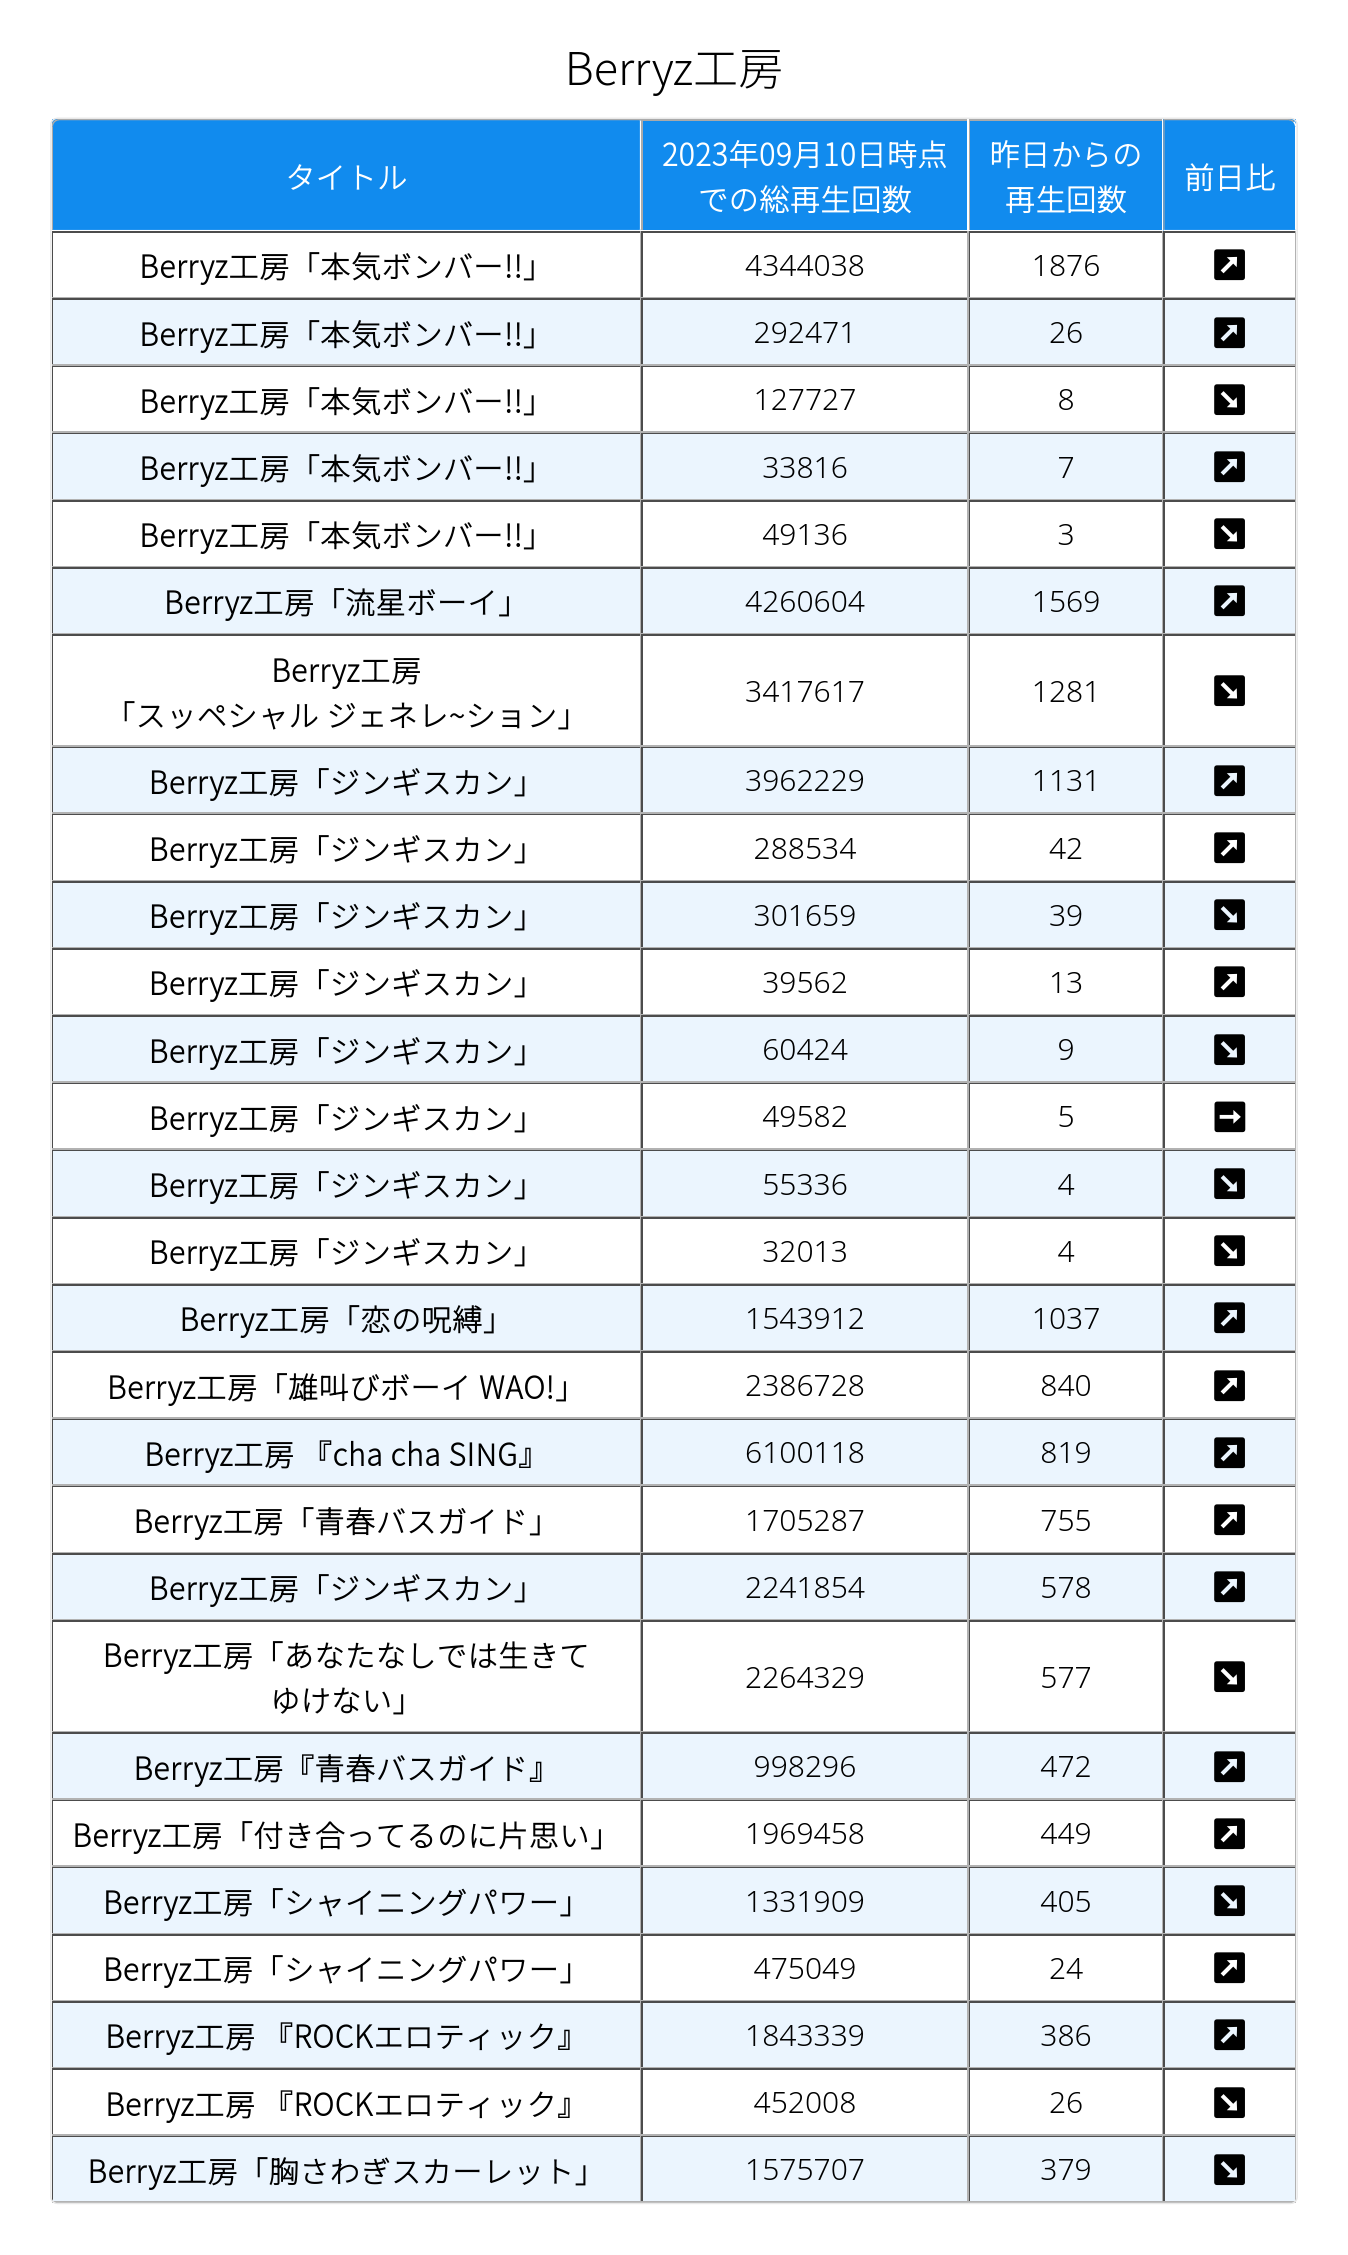 Berryz工房
タイトル 2023年09月10日時点 昨日からの 前日比
での総再生回数 再生回数
Berryz工房「本気ボンバー!!」 4344038 1876 ↗
Berryz工房「本気ボンバー!!」 292471 26 ↗
Berryz工房「本気ボンバー!!」 127727 8 ↘
Berryz工房「本気ボンバー!!」 33816 7 ↗
Berryz工房「本気ボンバー!!」 49136 3 ↘
Berryz工房「流星ボーイ」 4260604 1569 ↗
Berryz工房
「スッペシャル ジェネレ~ション」 3417617 1281 ↘
Berryz工房「ジンギスカン」 3962229 1131 ↗
Berryz工房「ジンギスカン」 288534 42 ↗
Berryz工房「ジンギスカン」 301659 39 ↘
Berryz工房「ジンギスカン」 39562 13 ↗
Berryz工房「ジンギスカン」 60424 9 ↘
Berryz工房「ジンギスカン」 49582 5 →
Berryz工房「ジンギスカン」 55336 4 ↘
Berryz工房「ジンギスカン」 32013 4 ↘
Berryz工房「恋の呪縛」 1543912 1037 ↗
Berryz工房「雄叫びボーイ WAO!」 2386728 840 ↗
Berryz工房 『cha cha SING』 6100118 819 ↗
Berryz工房「青春バスガイド」 1705287 755 ↗
Berryz工房「ジンギスカン」 2241854 578 ↗
Berryz工房「あなたなしでは生きて
ゆけない」 2264329 577 ↘
Berryz工房『青春バスガイド』 998296 472 ↗
Berryz工房「付き合ってるのに片思い」 1969458 449 ↗
Berryz工房「シャイニングパワー」 1331909 405 ↘
Berryz工房「シャイニングパワー」 475049 24 ↗
Berryz工房 『ROCKエロティック』 1843339 386 ↗
Berryz工房 『ROCKエロティック』 452008 26 ↘
Berryz工房「胸さわぎスカーレット」 1575707 379 ↘